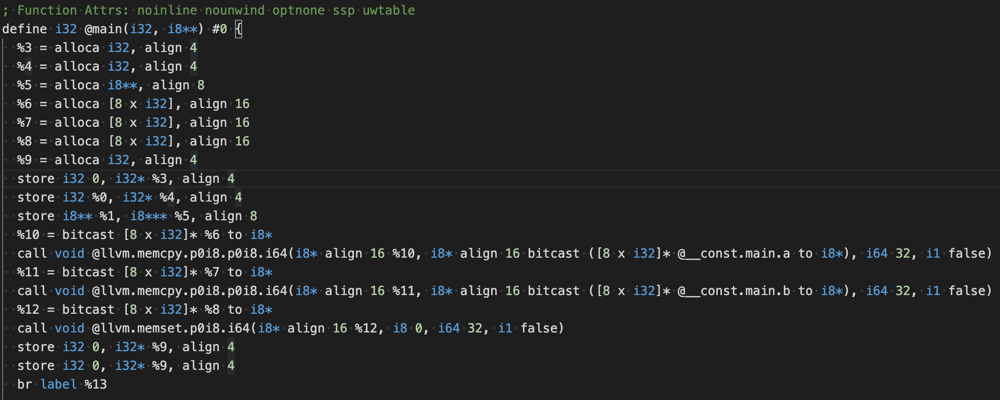 ; Function Attrs: noinline nounwind optnone ssp uwtable
define i32 @main(i32, i8**) #0 {
  %3 = alloca i32, align 4
  %4 = alloca i32, align 4
  %5 = alloca i8**, align 8
  %6 = alloca [8 x i32], align 16
  %7 = alloca [8 x i32], align 16
  %8 = alloca [8 x i32], align 16
  %9 = alloca i32, align 4
  store i32 0, i32* %3, align 4
  store i32 %0, i32* %4, align 4
  store i8** %1, i8*** %5, align 8
  %10 = bitcast [8 x i32]* %6 to i8*
  call void @llvm.memcpy.p0i8.p0i8.i64(i8* align 16 %10, i8* align 16 bitcast ([8 x i32]* @__const.main.a to i8*), i64 32, i1 false)
  %11 = bitcast [8 x i32]* %7 to i8*
  call void @llvm.memcpy.p0i8.p0i8.i64(i8* align 16 %11, i8* align 16 bitcast ([8 x i32]* @__const.main.b to i8*), i64 32, i1 false)
  %12 = bitcast [8 x i32]* %8 to i8*
  call void @llvm.memset.p0i8.i64(i8* align 16 %12, i8 0, i64 32, i1 false)
  store i32 0, i32* %9, align 4
  store i32 0, i32* %9, align 4
  br label %13